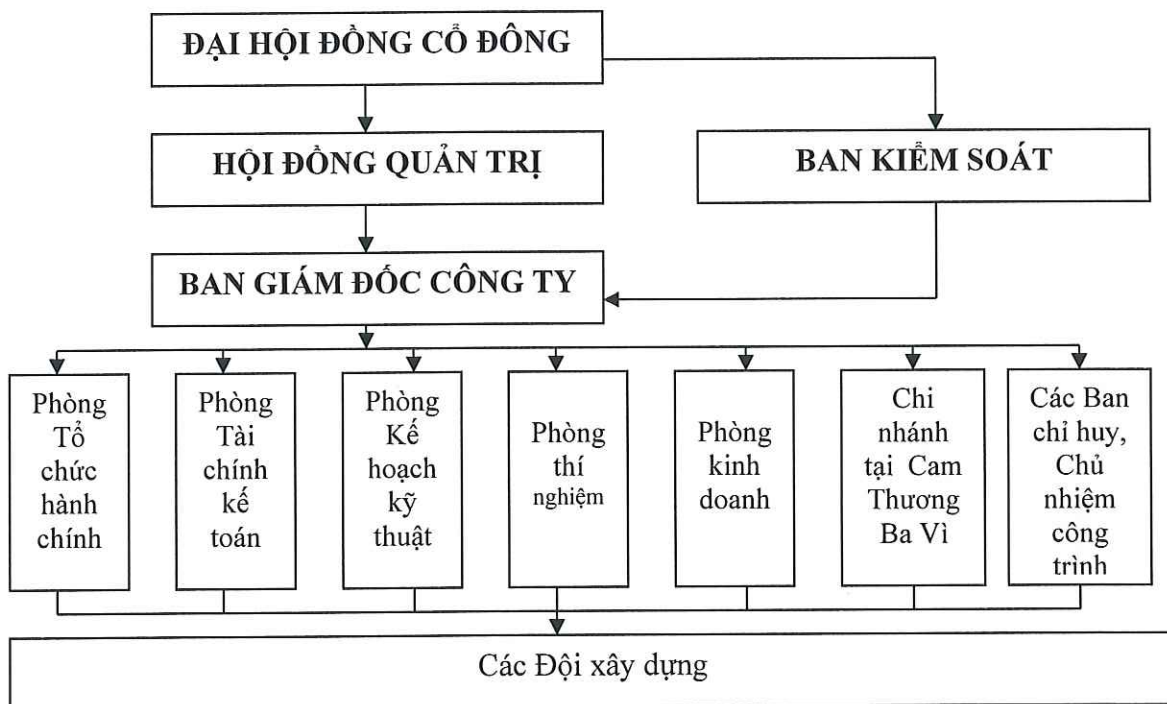 ĐẠI HỘI ĐỒNG CỔ ĐÔNG
HỘI ĐỒNG QUẢN TRỊ
BAN KIỂM SOÁT
BAN GIÁM ĐỐC CÔNG TY
Phòng
Tổ
chức
hành
chính
Phòng
Tài
chính
kế
toán
Phòng
Kế
hoạch
kỹ
thuật
Phòng
thí
nghiệm
Phòng
kinh
doanh
Chi
nhánh
tại Cam
Thương
Ba Vì
Các Ban
chỉ huy,
Chủ
nhiệm
công
trình
Các Đội xây dựng